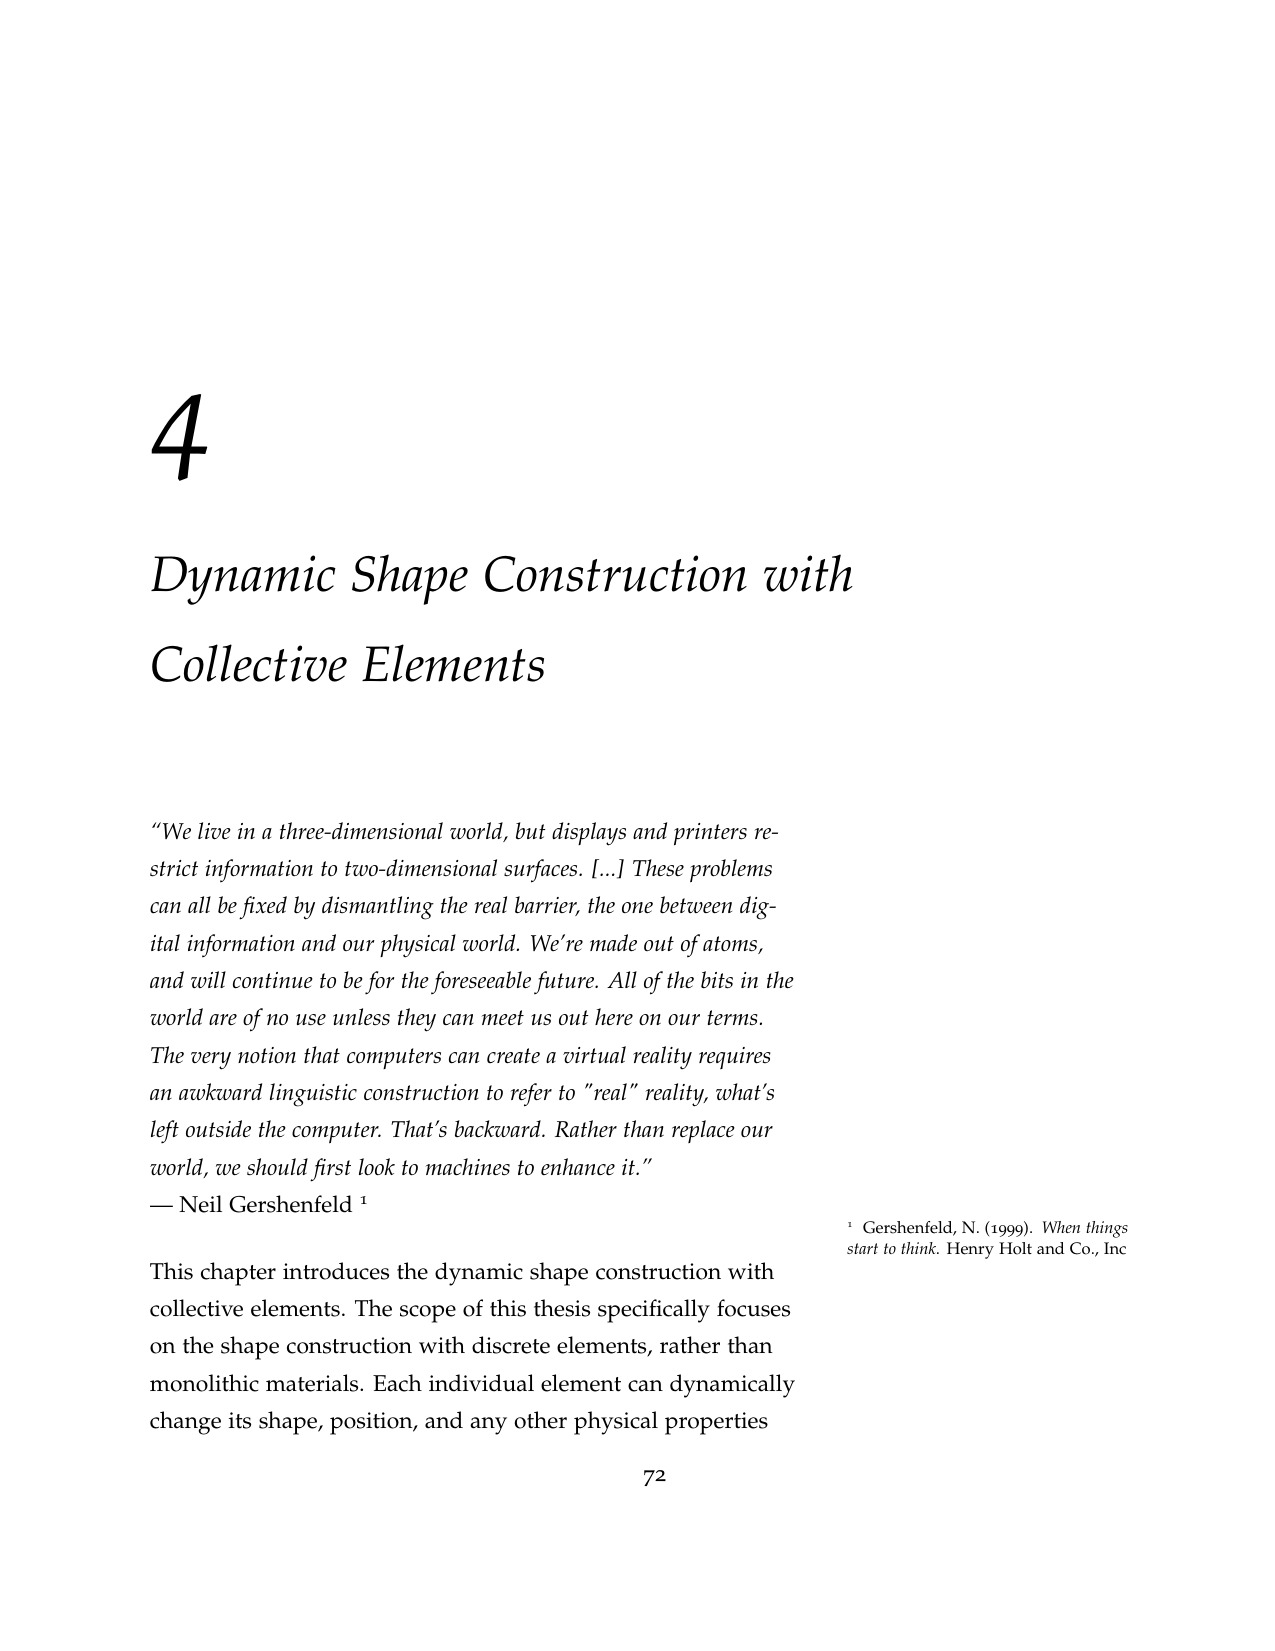 4
Dynamic Shape Construction with
Collective Elements
“We live in a three-dimensional world, but displays and printers re-
strict information to two-dimensional surfaces. [...] These problems
can all be fixed by dismantling the real barrier, the one between dig-
ital information and our physical world. We’re made out of atoms,
and will continue to be for the foreseeable future. All of the bits in the
world are of no use unless they can meet us out here on our terms.
The very notion that computers can create a virtual reality requires
an awkward linguistic construction to refer to "real" reality, what’s
left outside the computer. That’s backward. Rather than replace our
world, we should first look to machines to enhance it.”
— Neil Gershenfeld ¹
¹ Gershenfeld, N. (1999). When things
start to think. Henry Holt and Co., Inc
This chapter introduces the dynamic shape construction with
collective elements. The scope of this thesis specifically focuses
on the shape construction with discrete elements, rather than
monolithic materials. Each individual element can dynamically
change its shape, position, and any other physical properties
72